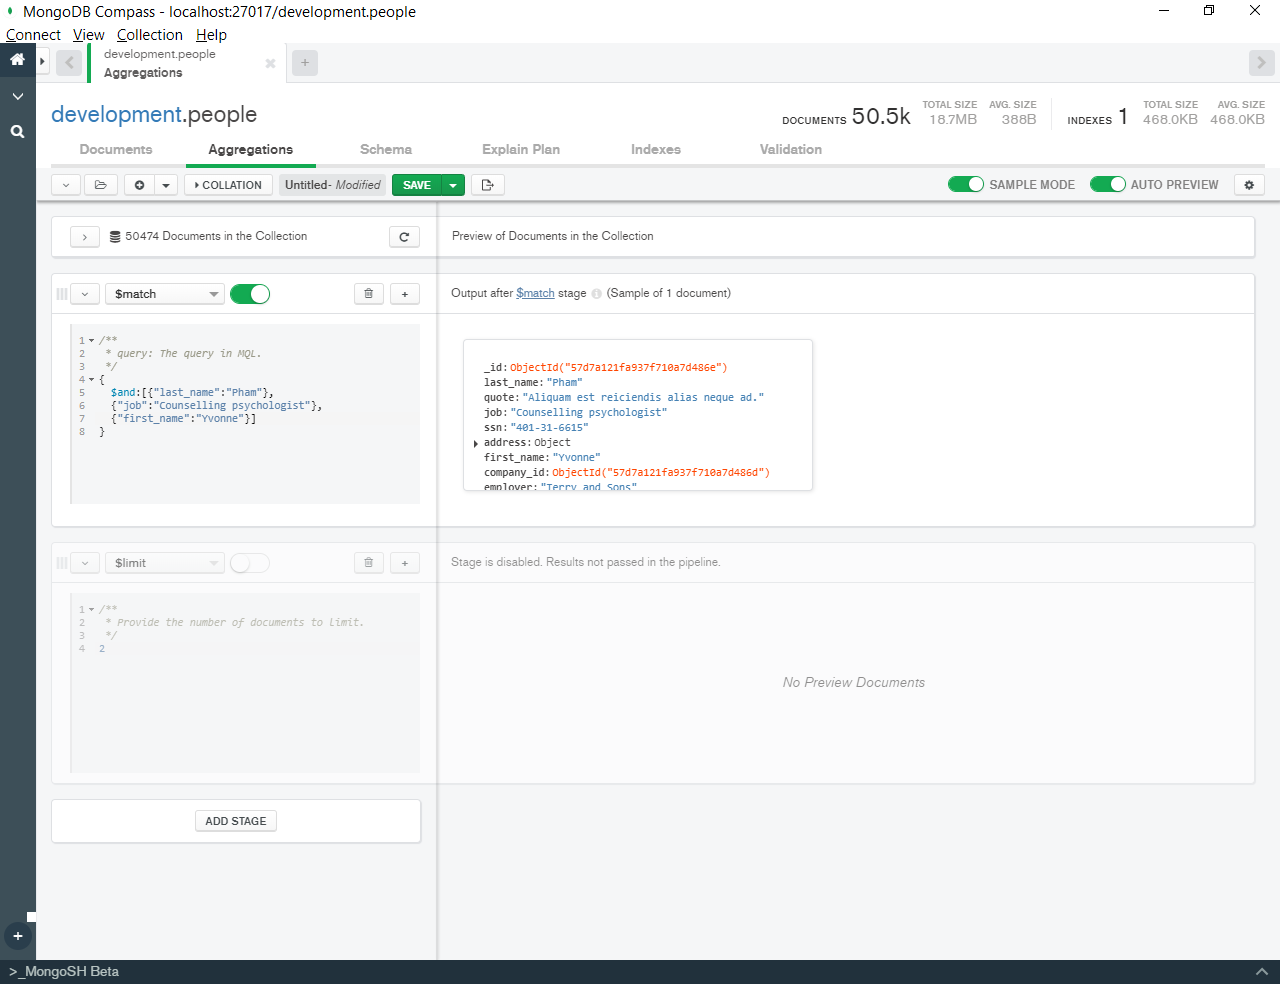 MongoDB Compass - localhost:27017/development.people
Connect View Collection Help
development.people
Aggregations
development.people
DOCUMENTS 50.5k
TOTAL SIZE 18.7MB
AVG. SIZE 388B
INDEXES 1
TOTAL SIZE 468.0KB
AVG. SIZE 468.0KB
Documents Aggregations Schema Explain Plan Indexes Validation
COLLATION Untitled- Modified SAVE SAMPLE MODE AUTO PREVIEW
50474 Documents in the Collection
Preview of Documents in the Collection
$match
Output after $match stage (Sample of 1 document)
1 /**
2 * query: The query in MQL.
3 */
4 {
5 $and:[{"last_name":"Pham"},
6 {"job":"Counselling psychologist"},
7 {"first_name":"Yvonne"}]
8 }
_id: ObjectId("57d7a121fa937f710a7d486e")
last_name: "Pham"
quote: "Aliquam est reiciendis alias neque ad."
job: "Counselling psychologist"
ssn: "401-31-6615"
address: Object
first_name: "Yvonne"
company_id: ObjectId("57d7a121fa937f710a7d486d")
employer: "Terry and Sons"
$limit
Stage is disabled. Results not passed in the pipeline.
1 /**
2 * Provide the number of documents to limit.
3 */
4 2
No Preview Documents
ADD STAGE
>_MongoSH Beta